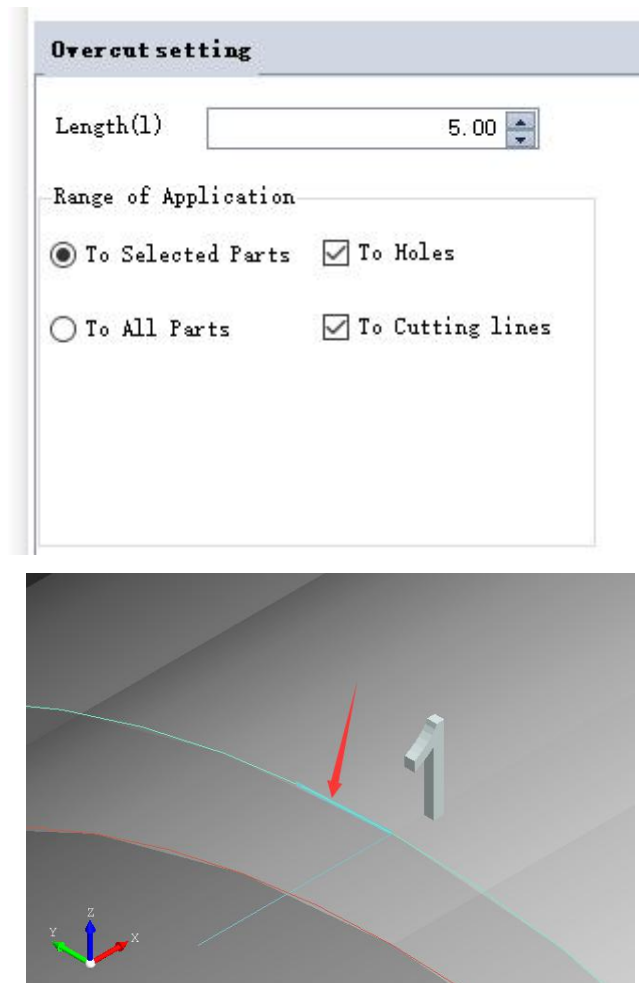 Overcut setting
Length(l) 5.00
Range of Application
To Selected Parts To Holes
To All Parts To Cutting lines
1
Z
Y X